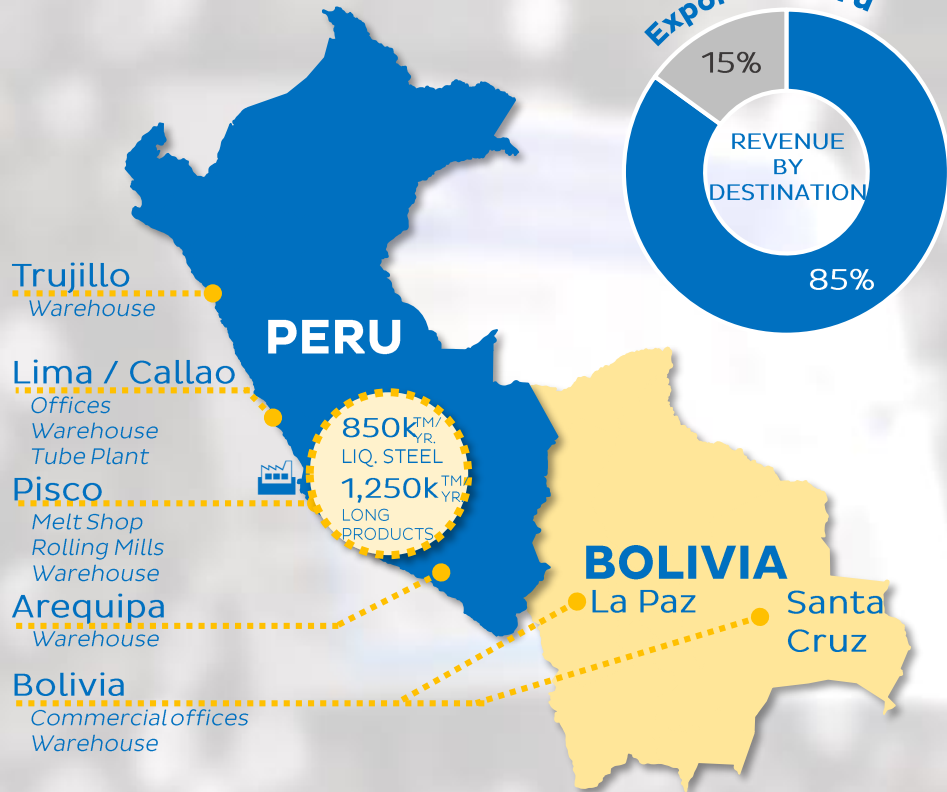 15%
REVENUE
BY
DESTINATION
85%
Trujillo
Warehouse
PERU
Lima / Callao
Offices
Warehouse
Tube Plant
850k TM/
YR.
LIQ. STEEL
1,250k TM
YR
LONG
PRODUCTS
Pisco
Melt Shop
Rolling Mills
Warehouse
Arequipa
Warehouse
BOLIVIA
La Paz
Santa
Cruz
Bolivia
Commercial offices
Warehouse